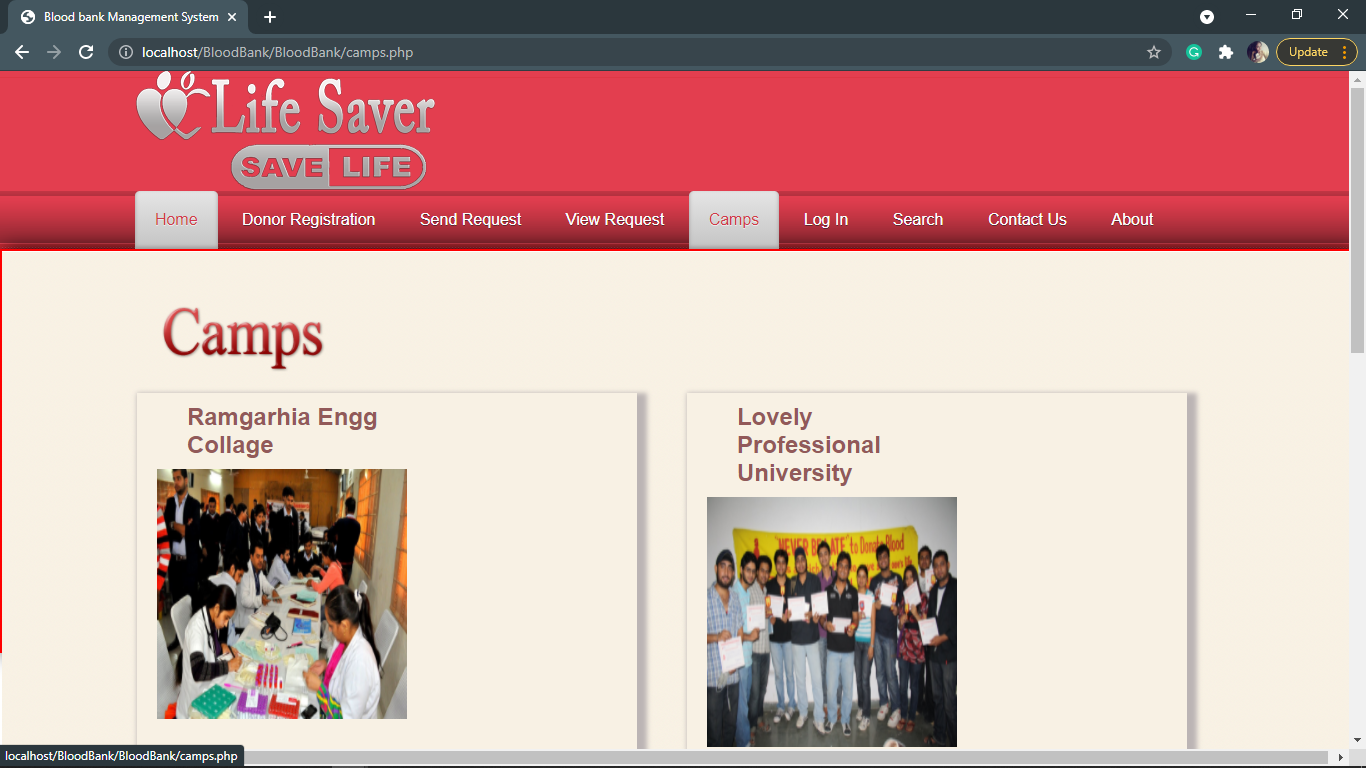 Blood bank Management System
localhost/BloodBank/BloodBank/camps.php
Update
Life Saver
SAVE LIFE
Home Donor Registration Send Request View Request Camps Log In Search Contact Us About
Camps
Ramgarhia Engg
Collage
Lovely
Professional
University
"NEVER BE LATE" to Donate Blood
localhost/BloodBank/BloodBank/camps.php